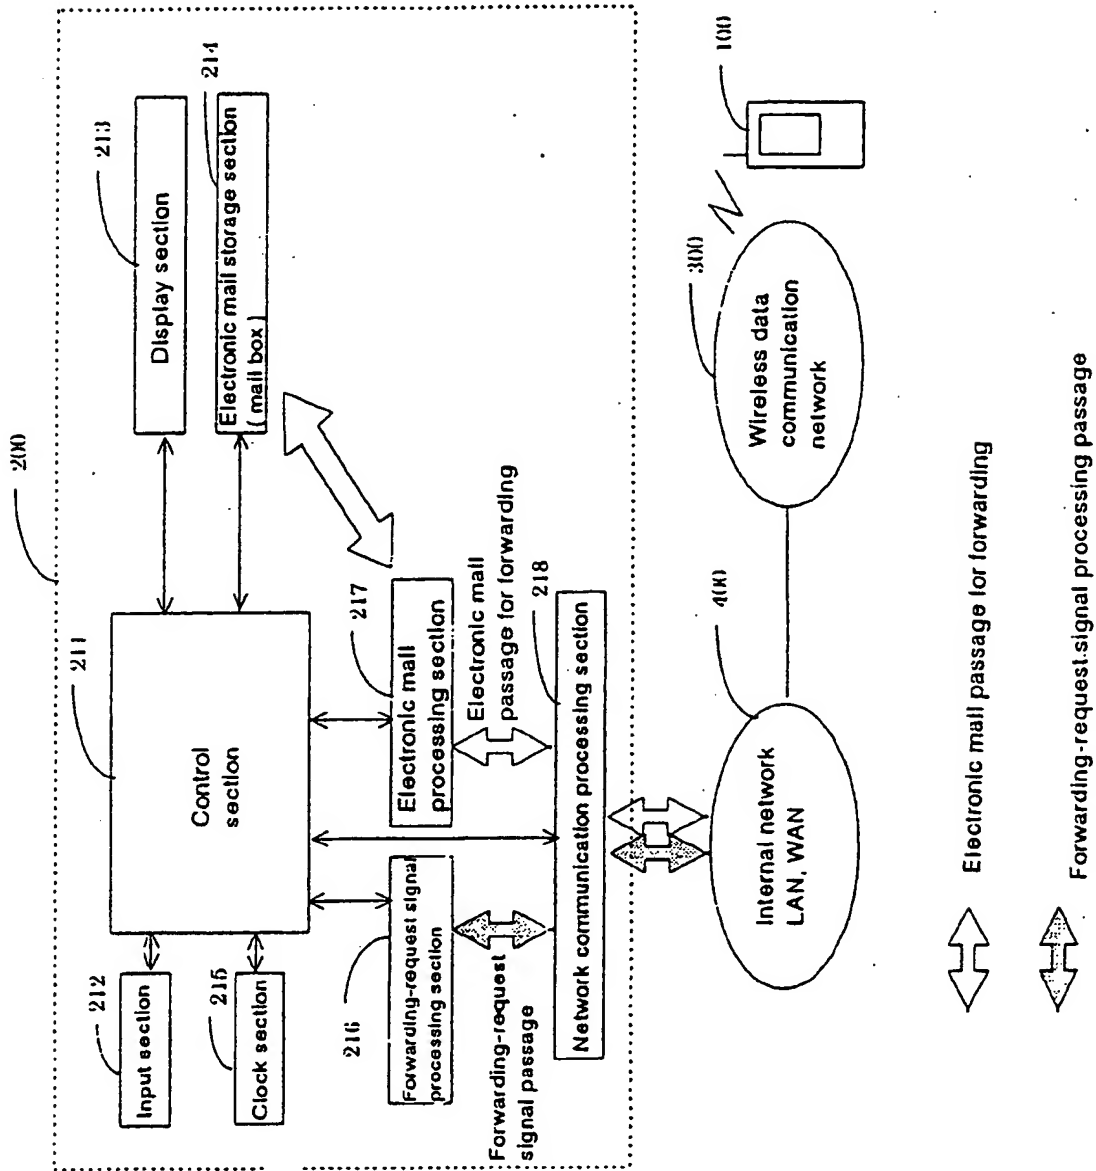 200
211
Control
section
213
Display section
214
Electronic mail storage section
( mail box )
212
Input section
215
Clock section
216
Forwarding-request signal
processing section
217
Electronic mail
processing section
Forwarding-request
signal passage
Electronic mail
passage for forwarding
218
Network communication processing section
400
Internal network
LAN, WAN
300
Wireless data
communication
network
100
Electronic mail passage for forwarding
Forwarding-request signal processing passage